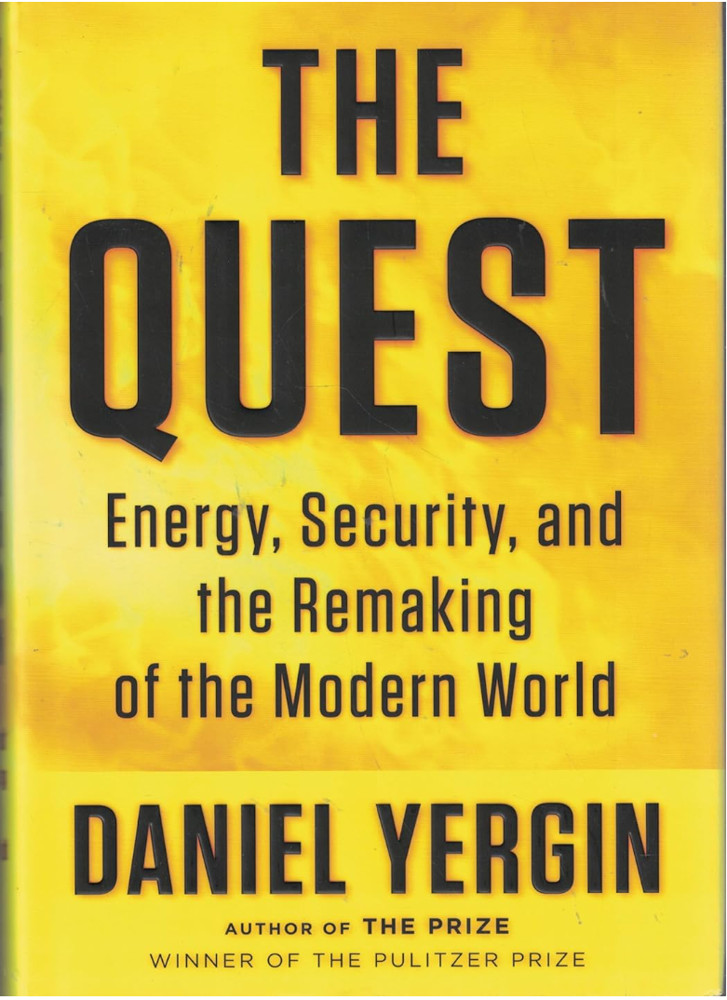 THE
QUEST
Energy, Security, and
the Remaking
of the Modern World
DANIEL YERGIN
AUTHOR OF THE PRIZE
WINNER OF THE PULITZER PRIZE